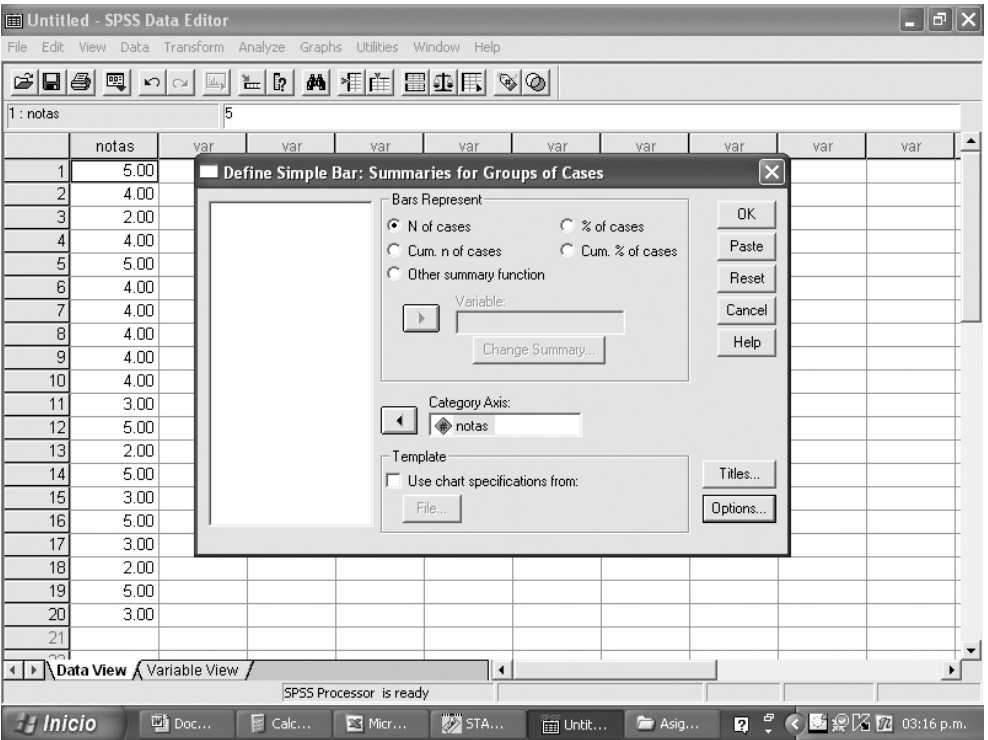 Untitled - SPSS Data Editor
File Edit View Data Transform Analyze Graphs Utilities Window Help
1 : notas 5
notas var var var var var var var var var
1 5.00
2 4.00
3 2.00
4 4.00
5 5.00
6 4.00
7 4.00
8 4.00
9 4.00
10 4.00
11 3.00
12 5.00
13 2.00
14 5.00
15 3.00
16 5.00
17 3.00
18 2.00
19 5.00
20 3.00
21
Define Simple Bar: Summaries for Groups of Cases
Bars Represent
N of cases % of cases
Cum. n of cases Cum. % of cases
Other summary function
Variable:
Change Summary...
Category Axis:
notas
Template
Use chart specifications from:
File...
OK
Paste
Reset
Cancel
Help
Titles...
Options...
Data View Variable View
SPSS Processor is ready
Inicio Doc... Calc... Micr... STA... Untit... Asig... 03:16 p.m.